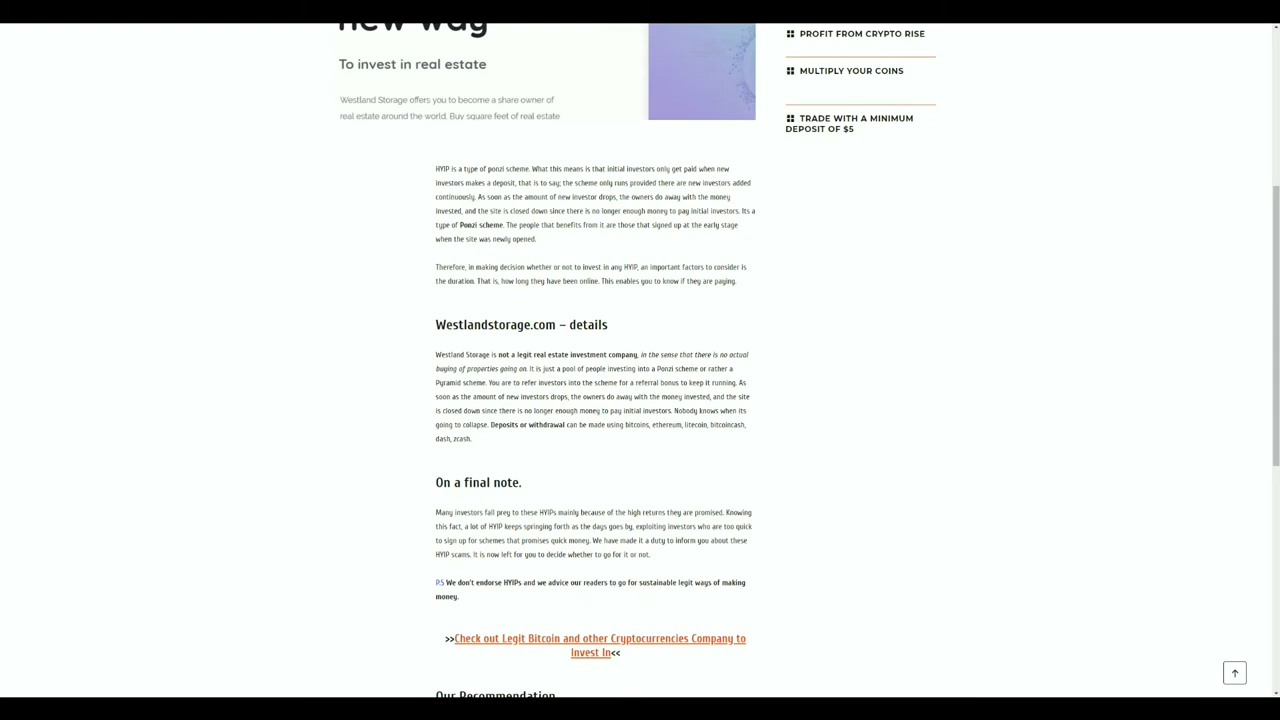 new way
To invest in real estate
Westland Storage offers you to become a share owner of
real estate around the world. Buy square feet of real estate
PROFIT FROM CRYPTO RISE
MULTIPLY YOUR COINS
TRADE WITH A MINIMUM
DEPOSIT OF $5
HYIP is a type of ponzi scheme. What this means is that initial investors only get paid when new
investors makes a deposit, that is to say; the scheme only runs provided there are new investors added
continuously. As soon as the amount of new investor drops, the owners do away with the money
invested, and the site is closed down since there is no longer enough money to pay initial investors. Its a
type of Ponzi scheme. The people that benefits from it are those that signed up at the early stage
when the site was newly opened.
Therefore, in making decision whether or not to invest in any HYIP, an important factors to consider is
the duration. That is, how long they have been online. This enables you to know if they are paying.
Westlandstorage.com – details
Westland Storage is not a legit real estate investment company, in the sense that there is no actual
buying of properties going on. It is just a pool of people investing into a Ponzi scheme or rather a
Pyramid scheme. You are to refer investors into the scheme for a referral bonus to keep it running. As
soon as the amount of new investors drops, the owners do away with the money invested, and the site
is closed down since there is no longer enough money to pay initial investors. Nobody knows when its
going to collapse. Deposits or withdrawal can be made using bitcoins, ethereum, litecoin, bitcoincash,
dash, zcash.
On a final note.
Many investors fall prey to these HYIPs mainly because of the high returns they are promised. Knowing
this fact, a lot of HYIP keeps springing forth as the days goes by, exploiting investors who are too quick
to sign up for schemes that promises quick money. We have made it a duty to inform you about these
HYIP scams. It is now left for you to decide whether to go for it or not.
P.S We don't endorse HYIPs and we advice our readers to go for sustainable legit ways of making
money.
>>Check out Legit Bitcoin and other Cryptocurrencies Company to
Invest In<<
Our Recommendation